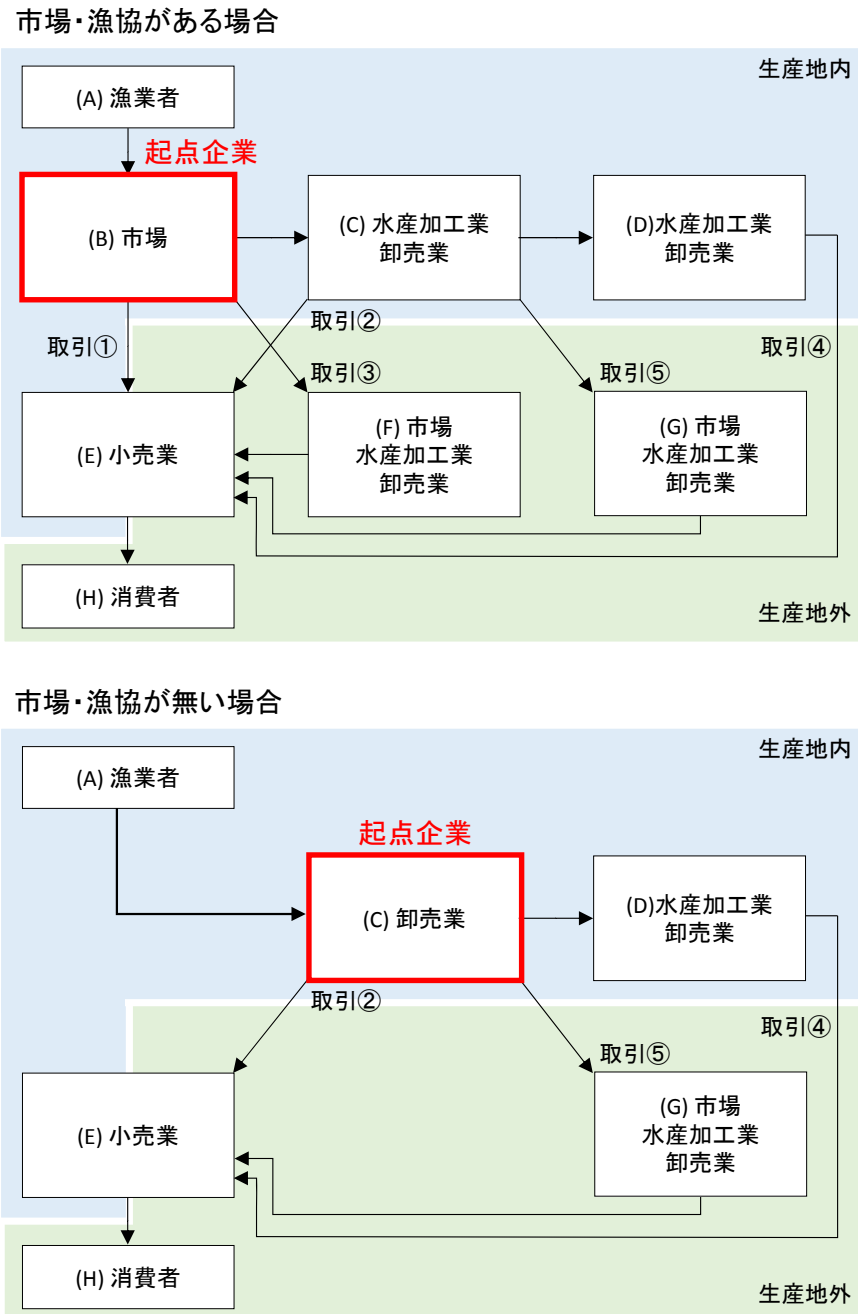 市場・漁協がある場合
生産地内
(A) 漁業者
起点企業
(B) 市場
(C) 水産加工業
卸売業
(D)水産加工業
卸売業
取引①
取引②
取引③
取引④
取引⑤
(E) 小売業
(F) 市場
水産加工業
卸売業
(G) 市場
水産加工業
卸売業
(H) 消費者
生産地外
市場・漁協が無い場合
生産地内
(A) 漁業者
起点企業
(C) 卸売業
(D)水産加工業
卸売業
取引②
取引④
取引⑤
(E) 小売業
(G) 市場
水産加工業
卸売業
(H) 消費者
生産地外